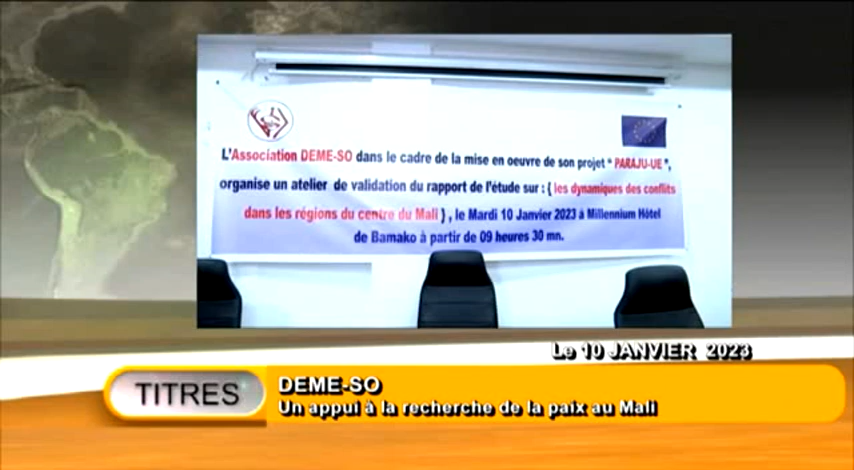 L'Association DEME-SO dans le cadre de la mise en oeuvre de son projet " PARAJU-UE ",
organise un atelier de validation du rapport de l'étude sur : { les dynamiques des conflits
dans les régions du centre du Mali } , le Mardi 10 Janvier 2023 à Millennium Hôtel
de Bamako à partir de 09 heures 30 mn.
Le 10 JANVIER 2023
TITRES
DEME-SO
Un appui à la recherche de la paix au Mali